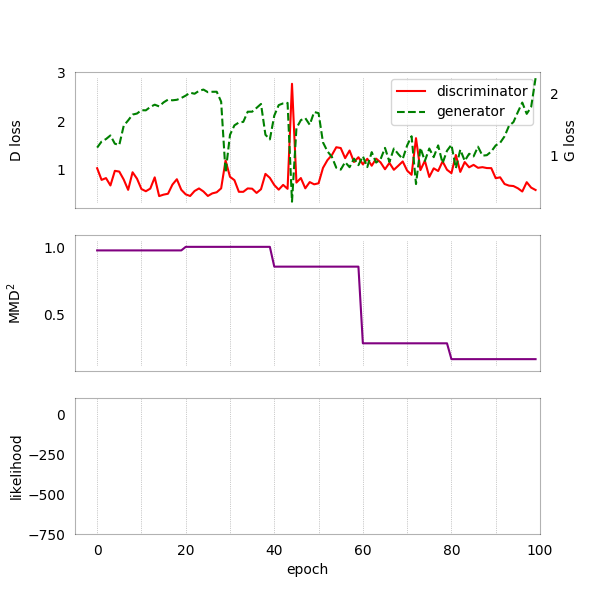 3
2
1
D loss
discriminator
generator
2
1
G loss
1.0
0.5
MMD²
0
−250
−500
−750
likelihood
0 20 40 60 80 100
epoch